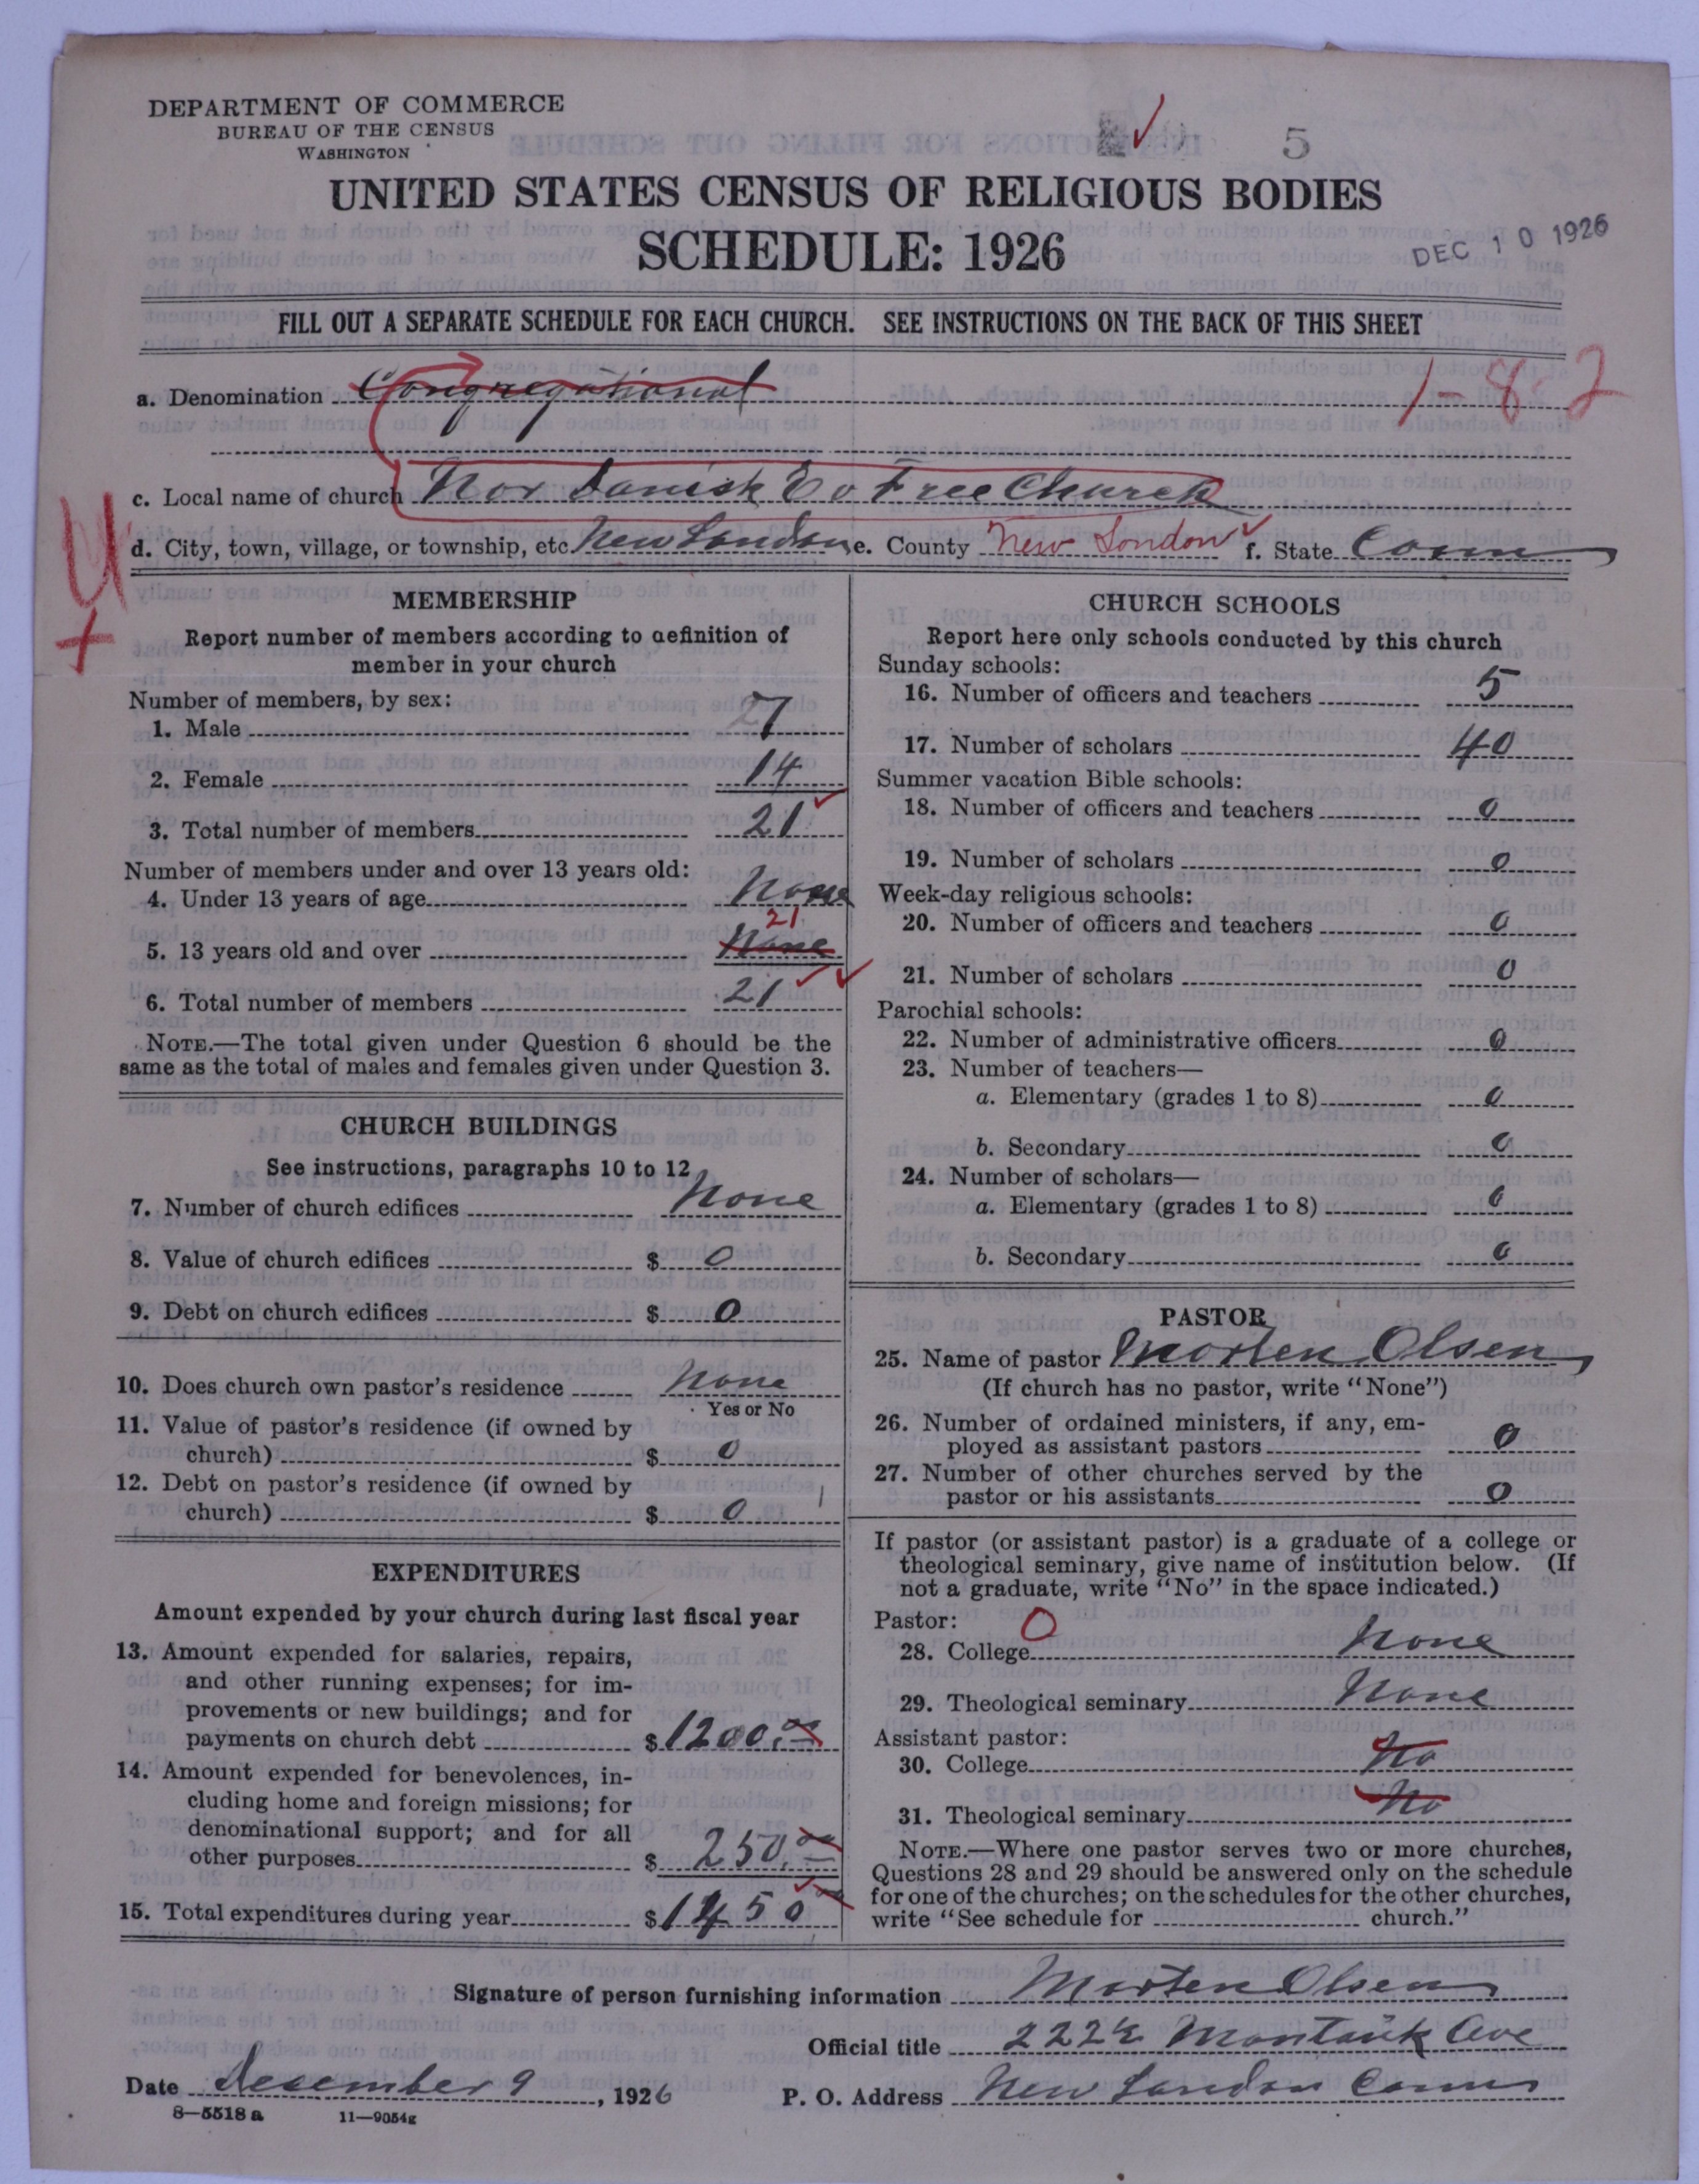 DEPARTMENT OF COMMERCE
BUREAU OF THE CENSUS
WASHINGTON
5
UNITED STATES CENSUS OF RELIGIOUS BODIES
SCHEDULE: 1926
DEC 10 1926
FILL OUT A SEPARATE SCHEDULE FOR EACH CHURCH. SEE INSTRUCTIONS ON THE BACK OF THIS SHEET
1-8-2
a. Denomination Congregational
c. Local name of church Nor Danish Ev Free Church
d. City, town, village, or township, etc. New London e. County New London f. State Conn
MEMBERSHIP
Report number of members according to definition of
member in your church
Number of members, by sex:
1. Male 7
2. Female 14
3. Total number of members 21
Number of members under and over 13 years old:
4. Under 13 years of age None
21
5. 13 years old and over None
6. Total number of members 21
NOTE.—The total given under Question 6 should be the
same as the total of males and females given under Question 3.
CHURCH BUILDINGS
See instructions, paragraphs 10 to 12
7. Number of church edifices None
8. Value of church edifices $ 0
9. Debt on church edifices $ 0
10. Does church own pastor's residence None
Yes or No
11. Value of pastor's residence (if owned by
church) $ 0
12. Debt on pastor's residence (if owned by
church) $ 0
EXPENDITURES
Amount expended by your church during last fiscal year
13. Amount expended for salaries, repairs,
and other running expenses; for im-
provements or new buildings; and for
payments on church debt $ 1200.00
14. Amount expended for benevolences, in-
cluding home and foreign missions; for
denominational support; and for all
other purposes $ 250.00
15. Total expenditures during year $ 1450
CHURCH SCHOOLS
Report here only schools conducted by this church
Sunday schools:
16. Number of officers and teachers 5
17. Number of scholars 40
Summer vacation Bible schools:
18. Number of officers and teachers 0
19. Number of scholars 0
Week-day religious schools:
20. Number of officers and teachers 0
21. Number of scholars 0
Parochial schools:
22. Number of administrative officers 0
23. Number of teachers—
a. Elementary (grades 1 to 8) 0
b. Secondary 0
24. Number of scholars—
a. Elementary (grades 1 to 8) 0
b. Secondary 0
PASTOR
25. Name of pastor Morten Olsen
(If church has no pastor, write "None")
26. Number of ordained ministers, if any, em-
ployed as assistant pastors 0
27. Number of other churches served by the
pastor or his assistants 0
If pastor (or assistant pastor) is a graduate of a college or
theological seminary, give name of institution below. (If
not a graduate, write "No" in the space indicated.)
Pastor: O
28. College None
29. Theological seminary None
Assistant pastor:
30. College No
31. Theological seminary No
NOTE.—Where one pastor serves two or more churches,
Questions 28 and 29 should be answered only on the schedule
for one of the churches; on the schedules for the other churches,
write "See schedule for church."
Signature of person furnishing information Morten Olsen
Official title 222½ Montauk Ave
Date December 9, 1926 P. O. Address New London Conn
8—5518 a 11—9054g